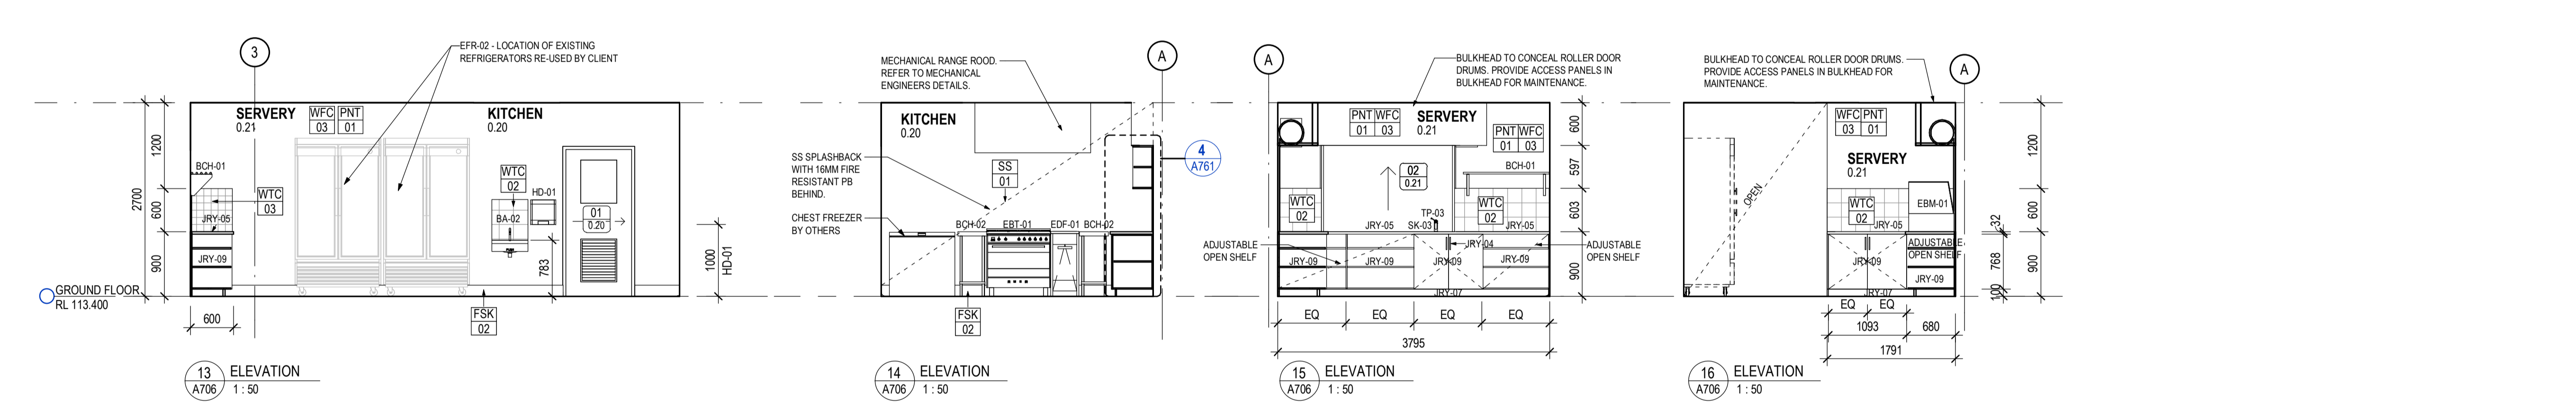 3
EFR-02 - LOCATION OF EXISTING
REFRIGERATORS RE-USED BY CLIENT
SERVERY
0.21
WFC
03
PNT
01
KITCHEN
0.20
2700
1200
600
900
BCH-01
WTC
03
JRY-05
JRY-09
WTC
02
HD-01
BA-02
01
0.20
783
1000
HD-01
GROUND FLOOR
RL 113.400
600
FSK
02
13
A706
ELEVATION
1 : 50
MECHANICAL RANGE ROOD.
REFER TO MECHANICAL
ENGINEERS DETAILS.
A
KITCHEN
0.20
4
A761
SS SPLASHBACK
WITH 16MM FIRE
RESISTANT PB
BEHIND.
SS
01
CHEST FREEZER
BY OTHERS
BCH-02
EBT-01
EDF-01
BCH-02
FSK
02
14
A706
ELEVATION
1 : 50
A
BULKHEAD TO CONCEAL ROLLER DOOR
DRUMS. PROVIDE ACCESS PANELS IN
BULKHEAD FOR MAINTENANCE.
PNT
01
WFC
03
SERVERY
0.21
PNT
01
WFC
03
BCH-01
02
0.21
WTC
02
TP-03
WTC
02
JRY-05
SK-03
JRY-05
ADJUSTABLE
OPEN SHELF
JRY-04
ADJUSTABLE
OPEN SHELF
JRY-09
JRY-09
JRY-09
JRY-09
JRY-07
600
597
603
900
EQ
EQ
EQ
EQ
3795
15
A706
ELEVATION
1 : 50
BULKHEAD TO CONCEAL ROLLER DOOR DRUMS.
PROVIDE ACCESS PANELS IN BULKHEAD FOR
MAINTENANCE.
A
WFC
03
PNT
01
SERVERY
0.21
OPEN
WTC
02
EBM-01
JRY-05
ADJUSTABLE
OPEN SHELF
JRY-09
JRY-09
JRY-07
32
768
100
1200
600
900
EQ
EQ
1093
680
1791
16
A706
ELEVATION
1 : 50